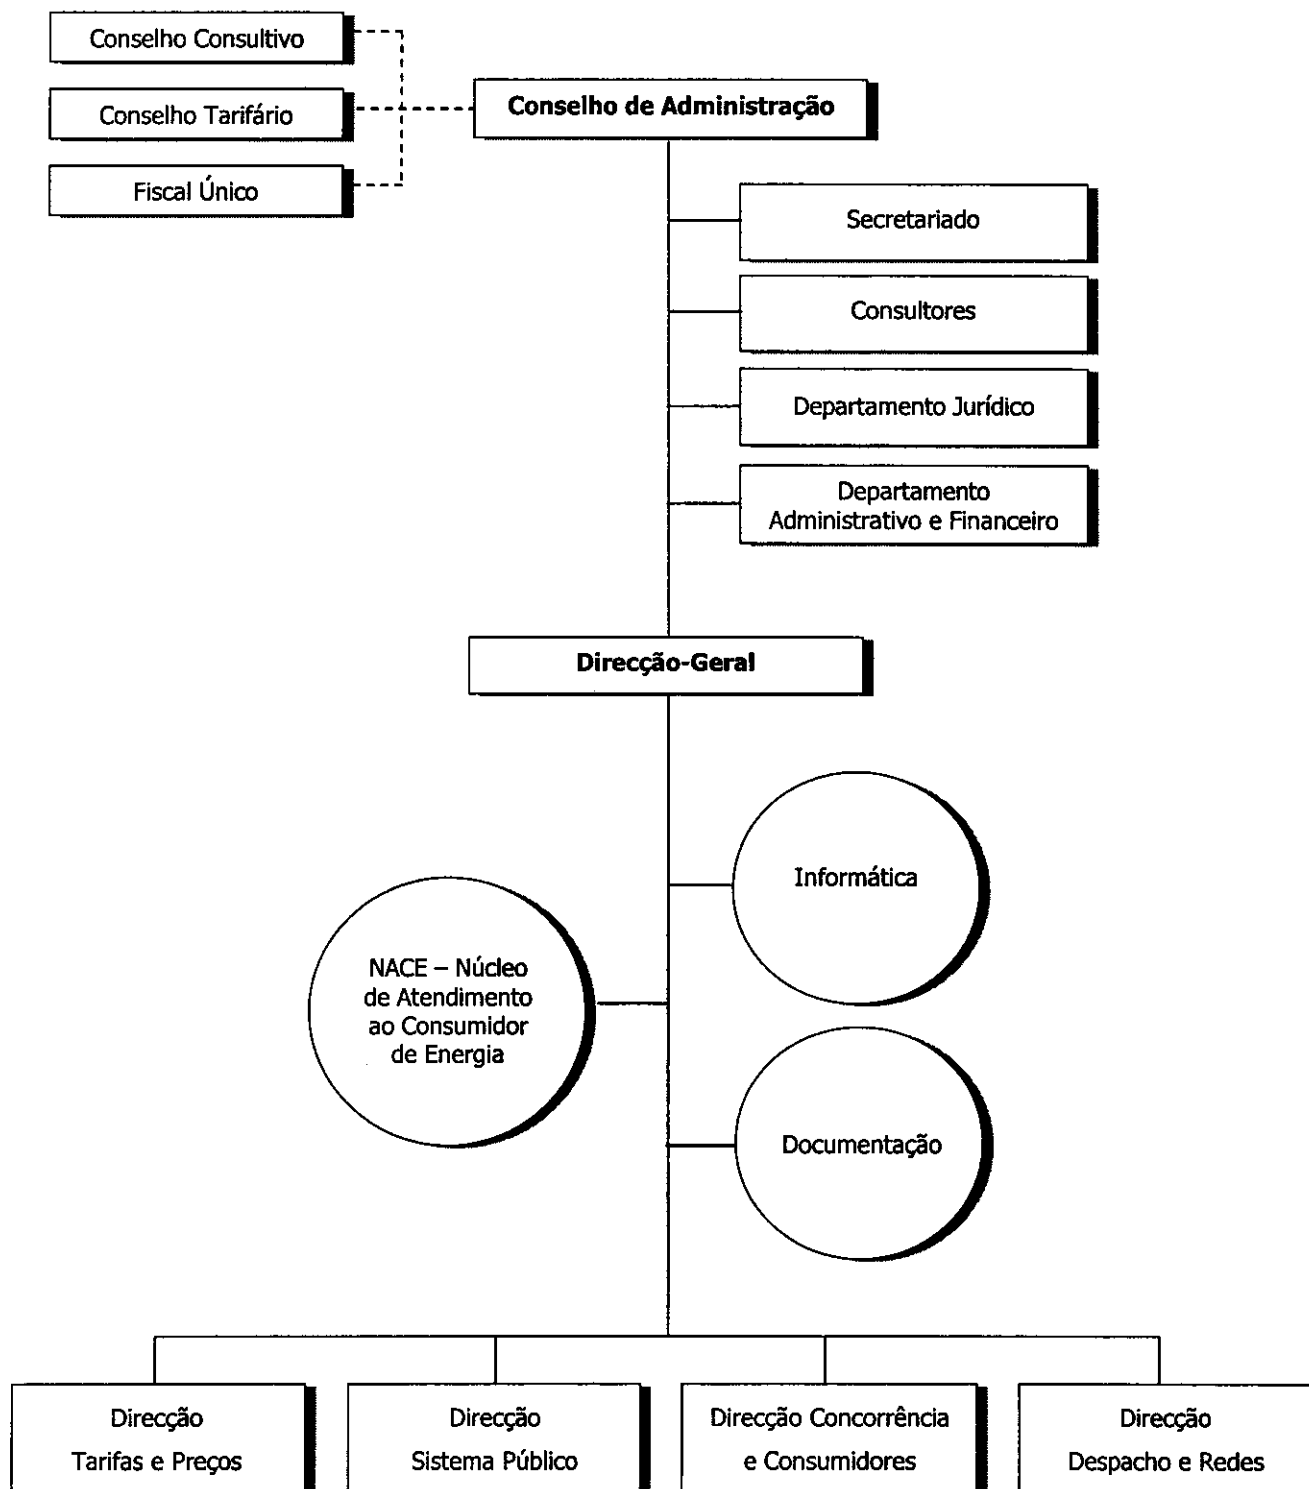 Conselho Consultivo
Conselho Tarifário
Fiscal Único
Conselho de Administração
Secretariado
Consultores
Departamento Jurídico
Departamento
Administrativo e Financeiro
Direcção-Geral
Informática
NACE – Núcleo
de Atendimento
ao Consumidor
de Energia
Documentação
Direcção
Tarifas e Preços
Direcção
Sistema Público
Direcção Concorrência
e Consumidores
Direcção
Despacho e Redes